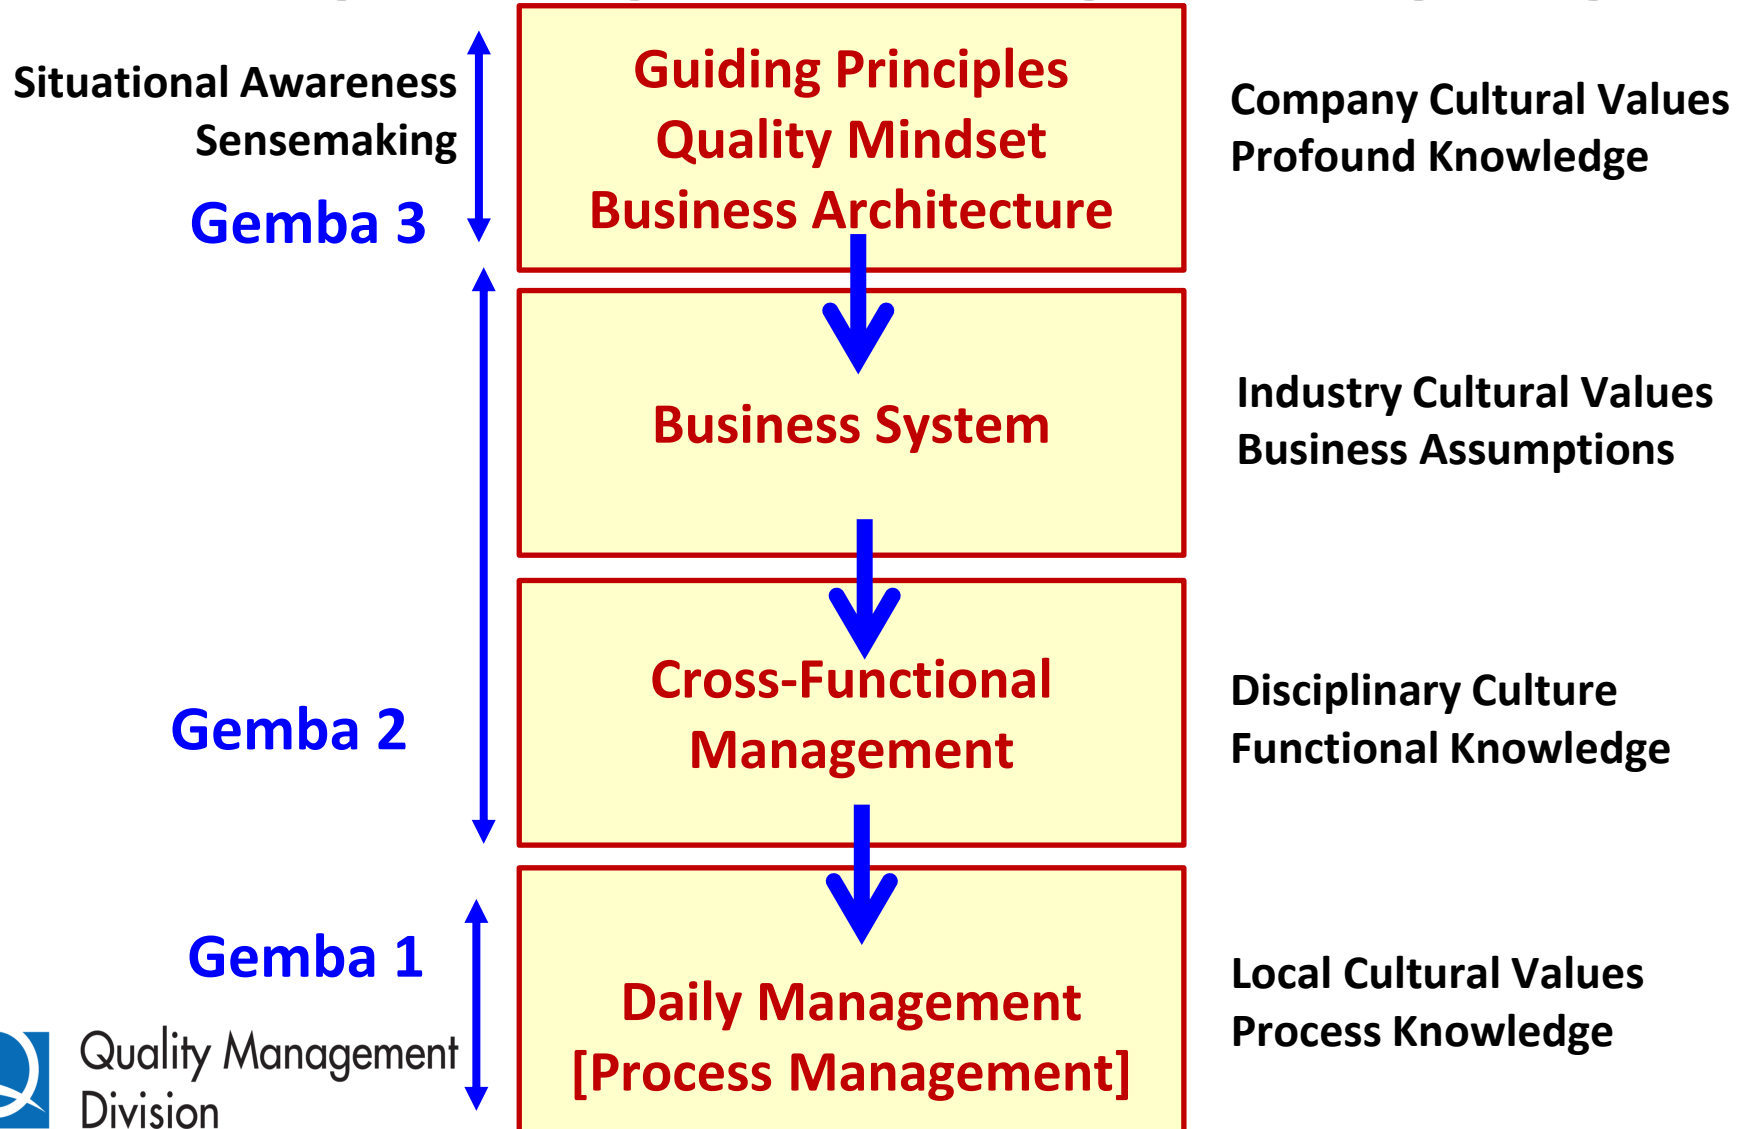 Situational Awareness
Sensemaking
Gemba 3
Guiding Principles
Quality Mindset
Business Architecture
Company Cultural Values
Profound Knowledge
Business System
Industry Cultural Values
Business Assumptions
Gemba 2
Cross-Functional
Management
Disciplinary Culture
Functional Knowledge
Gemba 1
Daily Management
[Process Management]
Local Cultural Values
Process Knowledge
Quality Management
Division